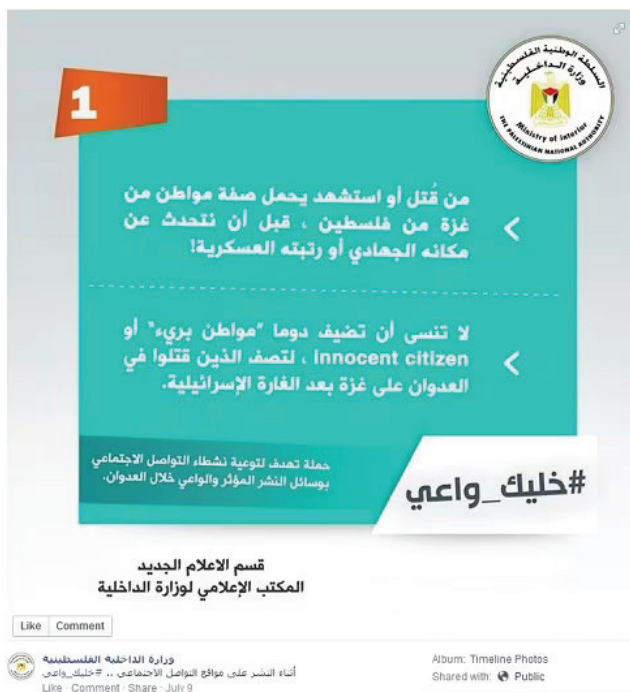 السلطة الوطنية الفلسطينية
وزارة الداخلية
Ministry of Interior
THE PALESTINIAN NATIONAL AUTHORITY
1
من قُتل أو استشهد يحمل صفة مواطن من
غزة من فلسطين ، قبل أن نتحدث عن
مكانه الجهادي أو رتبته العسكرية!
لا تنسى أن تضيف دوما "مواطن بريء" أو
innocent citizen ، لتصف الذين قتلوا في
العدوان على غزة بعد الغارة الإسرائيلية.
حملة تهدف لتوعية نشطاء التواصل الاجتماعي
بوسائل النشر المؤثر والواعي خلال العدوان.
#خليك_واعي
قسم الاعلام الجديد
المكتب الإعلامي لوزارة الداخلية
Like Comment
وزارة الداخلية الفلسطينية
أثناء النشر على مواقع التواصل الاجتماعي .. #خليك_واعي
Like · Comment · Share · July 9
Album: Timeline Photos
Shared with: Public